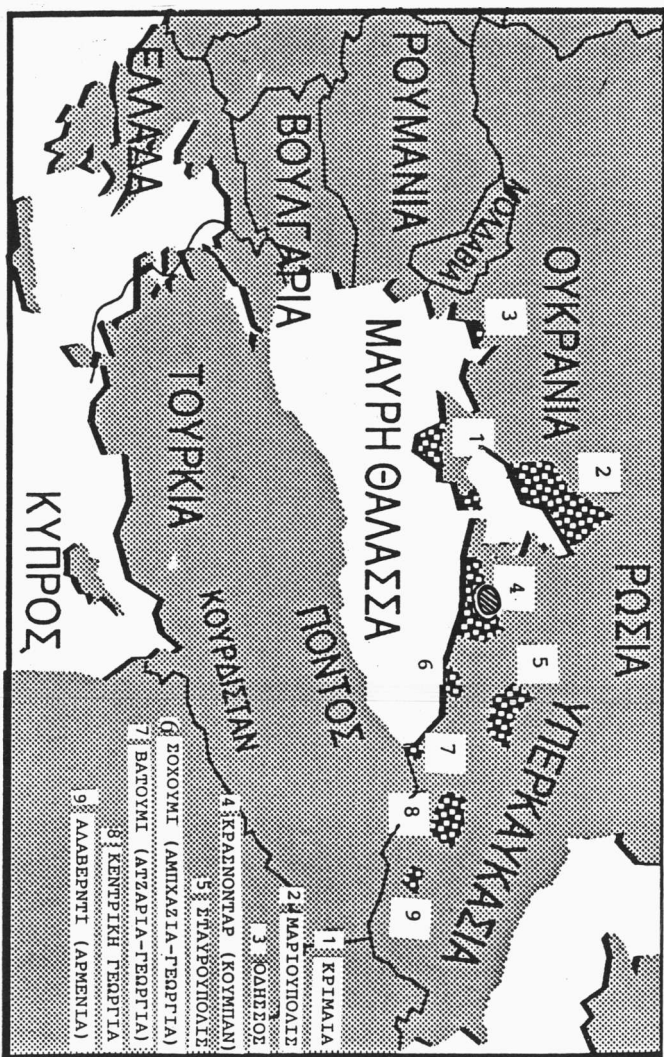 ΕΛΛΑΔΑ
ΒΟΥΛΓΑΡΙΑ
ΡΟΥΜΑΝΙΑ
ΜΟΛΔΑΒΙΑ
ΟΥΚΡΑΝΙΑ
ΡΩΣΙΑ
ΜΑΥΡΗ ΘΑΛΑΣΣΑ
ΤΟΥΡΚΙΑ
ΠΟΝΤΟΣ
ΚΟΥΡΔΙΣΤΑΝ
ΚΥΠΡΟΣ
ΥΠΕΡΚΑΥΚΑΣΙΑ
3
1
2
4
5
6
7
8
9
1 ΚΡΙΜΑΙΑ
2 ΜΑΡΙΟΥΠΟΛΙΣ
3 ΟΔΗΣΣΟΣ
4 ΚΡΑΣΝΟΝΤΑΡ (ΚΟΥΜΠΑΝ)
5 ΣΤΑΥΡΟΥΠΟΛΙΣ
6 ΣΟΧΟΥΜΙ (ΑΜΠΧΑΖΙΑ-ΓΕΩΡΓΙΑ)
7 ΒΑΤΟΥΜΙ (ΑΤΖΑΡΙΑ-ΓΕΩΡΓΙΑ)
8 ΚΕΝΤΡΙΚΗ ΓΕΩΡΓΙΑ
9 ΑΛΑΒΕΡΝΤΙ (ΑΡΜΕΝΙΑ)